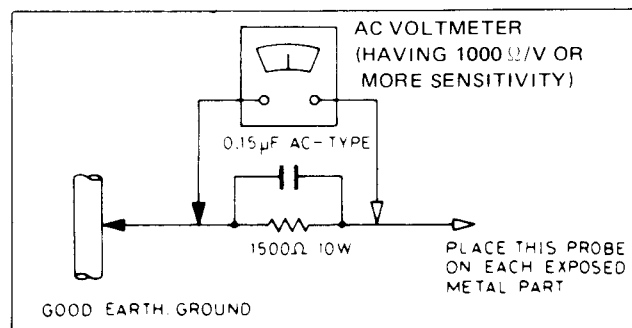 AC VOLTMETER
(HAVING 1000 Ω/V OR
MORE SENSITIVITY)
0.15µF AC-TYPE
1500Ω 10W
PLACE THIS PROBE
ON EACH EXPOSED
METAL PART
GOOD EARTH. GROUND